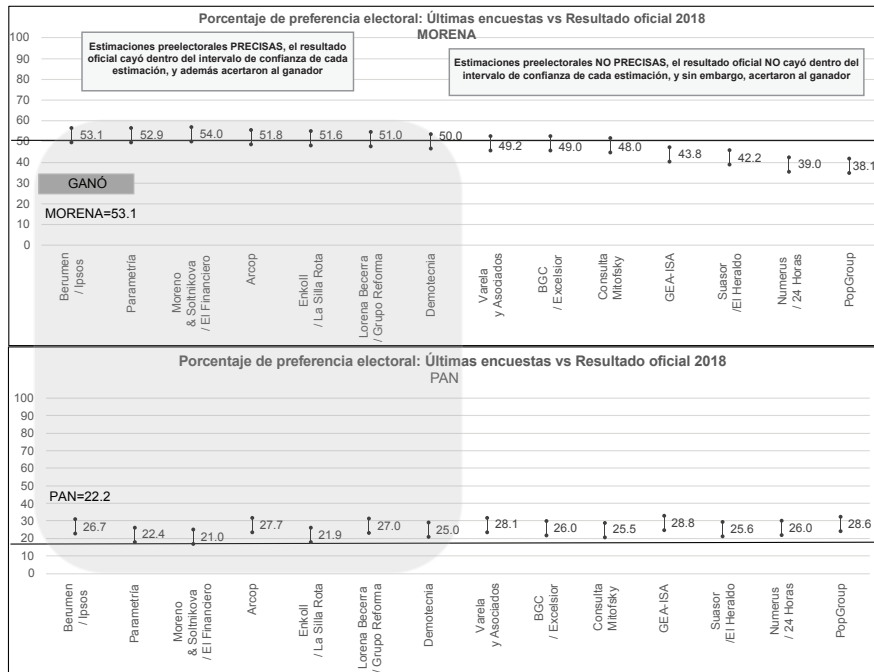 Porcentaje de preferencia electoral: Últimas encuestas vs Resultado oficial 2018
MORENA
Estimaciones preelectorales PRECISAS, el resultado
oficial cayó dentro del intervalo de confianza de cada
estimación, y además acertaron al ganador
Estimaciones preelectorales NO PRECISAS, el resultado oficial NO cayó dentro del
intervalo de confianza de cada estimación, y sin embargo, acertaron al ganador
100
90
80
70
60
50
40
30
20
10
0
53.1 52.9 54.0 51.8 51.6 51.0 50.0 49.2 49.0 48.0 43.8 42.2 39.0 38.1
GANÓ
MORENA=53.1
Berumen
/ Ipsos
Parametría
Moreno
& Soltnikova
/ El Financiero
Arcop
Enkoll
/ La Silla Rota
Lorena Becerra
/ Grupo Reforma
Demotecnia
Varela
y Asociados
BGC
/ Excelsior
Consulta
Mitofsky
GEA-ISA
Suasor
/El Heraldo
Numerus
/ 24 Horas
PopGroup
Porcentaje de preferencia electoral: Últimas encuestas vs Resultado oficial 2018
PAN
100
90
80
70
60
50
40
30
20
10
0
PAN=22.2
26.7 22.4 21.0 27.7 21.9 27.0 25.0 28.1 26.0 25.5 28.8 25.6 26.0 28.6
Berumen
/ Ipsos
Parametría
Moreno
& Soltnikova
/ El Financiero
Arcop
Enkoll
/ La Silla Rota
Lorena Becerra
/ Grupo Reforma
Demotecnia
Varela
y Asociados
BGC
/ Excelsior
Consulta
Mitofsky
GEA-ISA
Suasor
/El Heraldo
Numerus
/ 24 Horas
PopGroup